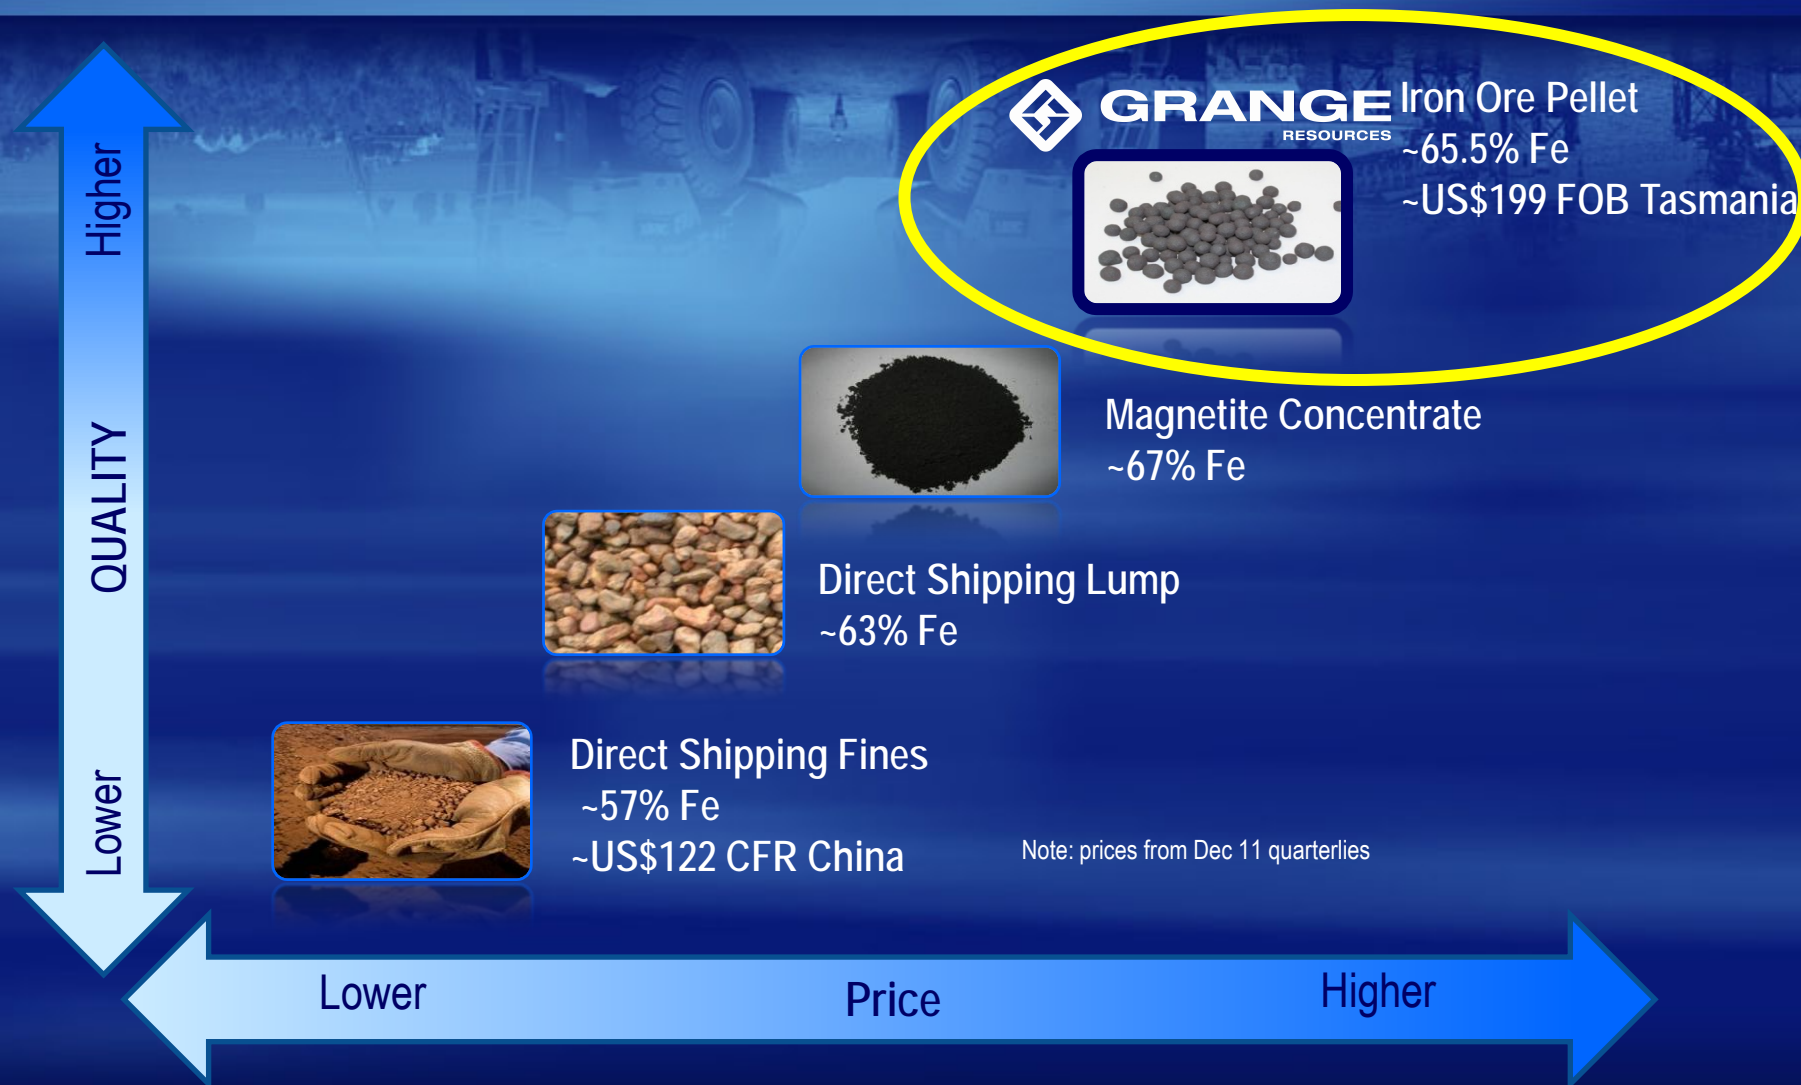 GRANGE
RESOURCES
Iron Ore Pellet
~65.5% Fe
~US$199 FOB Tasmania
Magnetite Concentrate
~67% Fe
Direct Shipping Lump
~63% Fe
Direct Shipping Fines
~57% Fe
~US$122 CFR China
Note: prices from Dec 11 quarterlies
Higher
QUALITY
Lower
Lower
Price
Higher